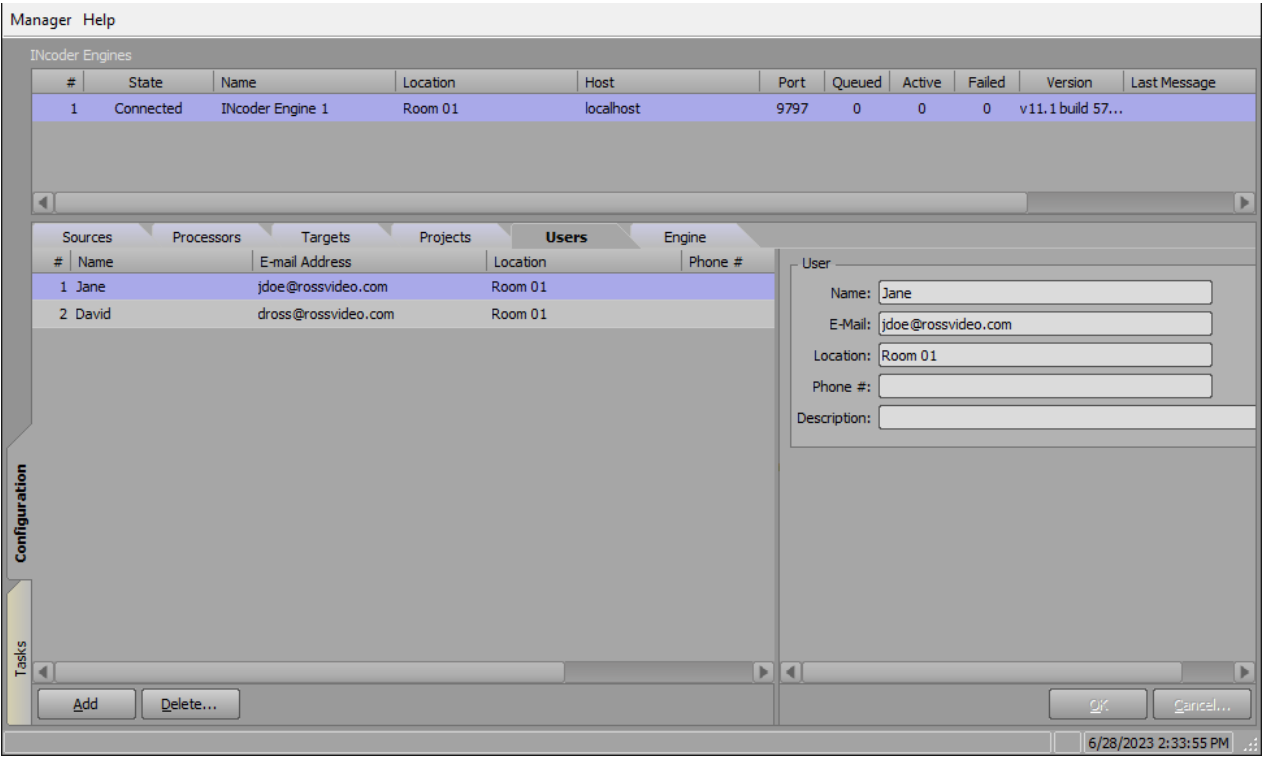 Manager Help
INcoder Engines
# State Name Location Host Port Queued Active Failed Version Last Message
1 Connected INcoder Engine 1 Room 01 localhost 9797 0 0 0 v11.1 build 57...
Sources Processors Targets Projects Users Engine
# Name E-mail Address Location Phone #
1 Jane jdoe@rossvideo.com Room 01
2 David dross@rossvideo.com Room 01
User
Name: Jane
E-Mail: jdoe@rossvideo.com
Location: Room 01
Phone #:
Description:
Configuration
Tasks
Add Delete...
OK Cancel...
6/28/2023 2:33:55 PM